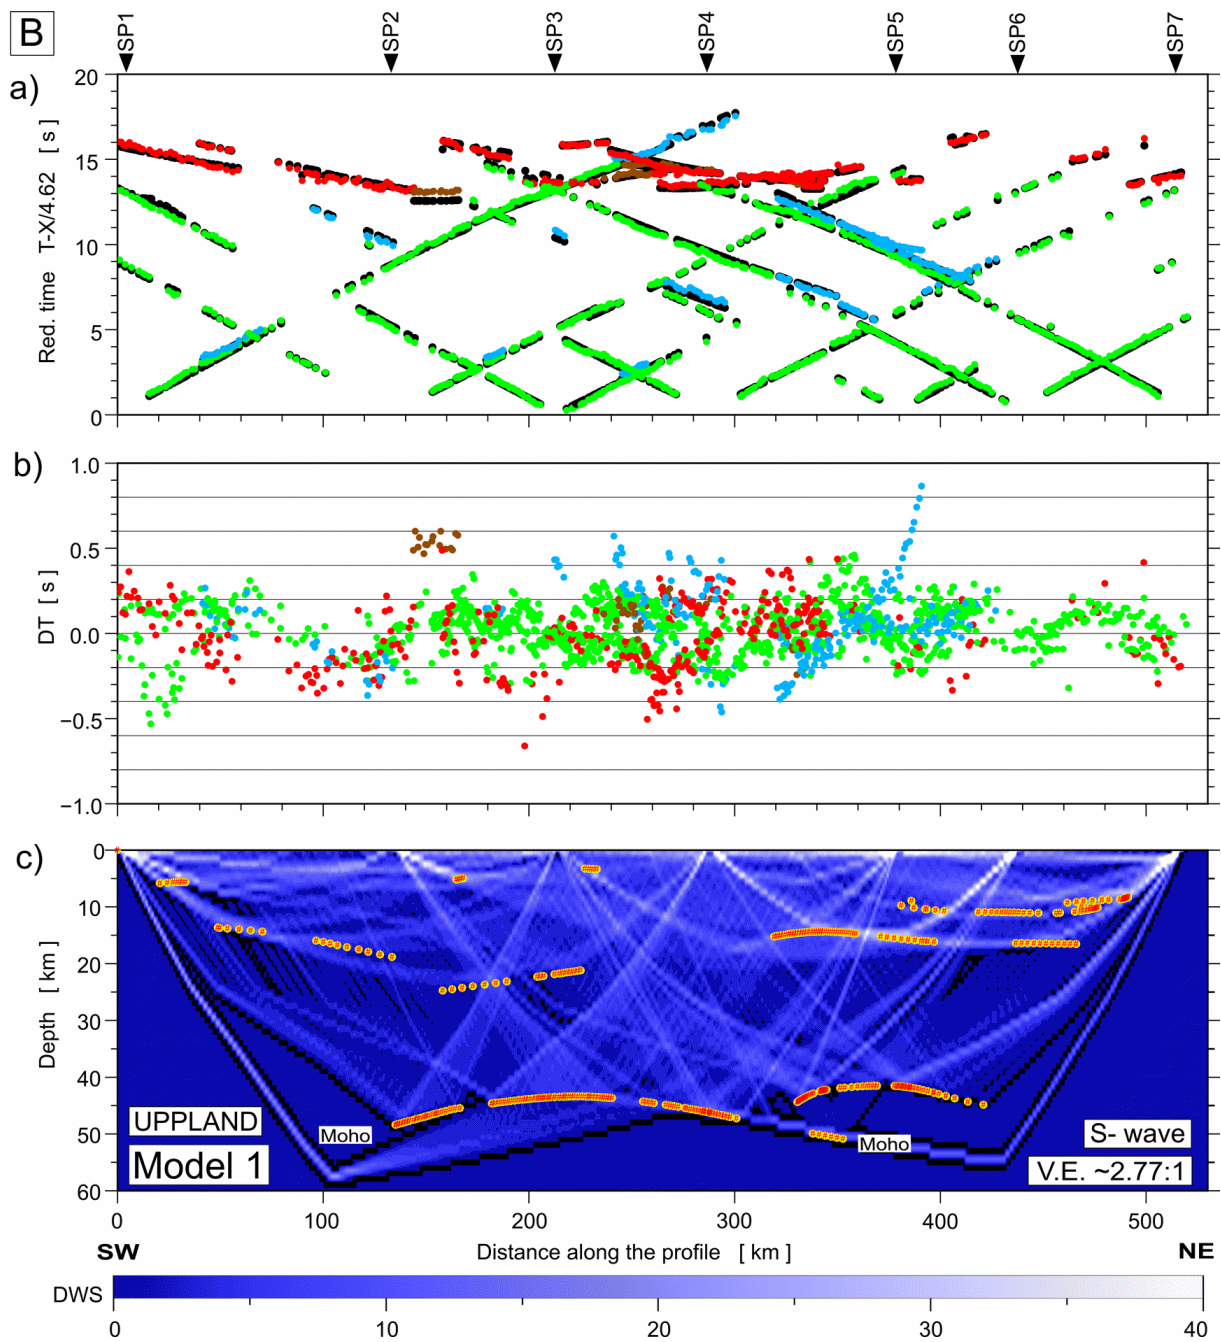 B
SP1 SP2 SP3 SP4 SP5 SP6 SP7
a)
Red. time T-X/4.62 [ s ]
20
15
10
5
0
b)
DT [ s ]
1.0
0.5
0.0
−0.5
−1.0
c)
Depth [ km ]
0
10
20
30
40
50
60
UPPLAND
Model 1
Moho
Moho
S- wave
V.E. ~2.77:1
0 100 200 300 400 500
SW Distance along the profile [ km ] NE
DWS
0 10 20 30 40